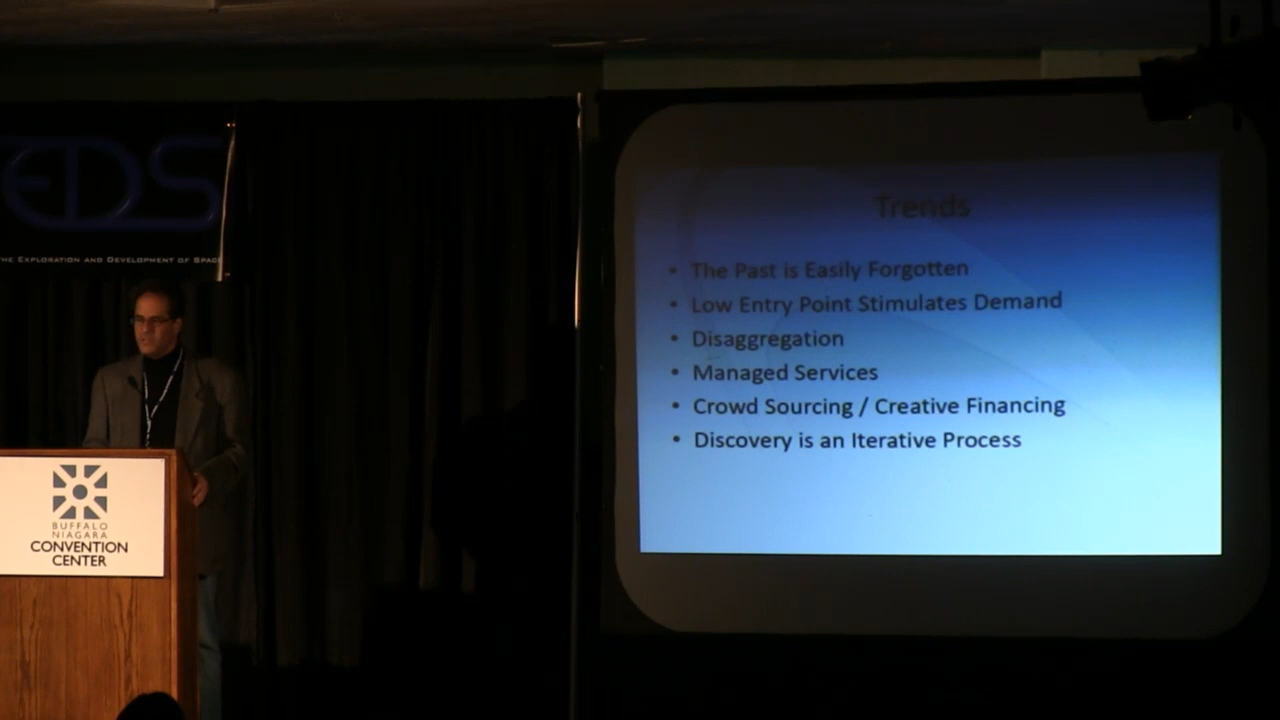 EDS
THE EXPLORATION AND DEVELOPMENT OF SPACE
BUFFALO
NIAGARA
CONVENTION
CENTER
Trends
• The Past is Easily Forgotten
• Low Entry Point Stimulates Demand
• Disaggregation
• Managed Services
• Crowd Sourcing / Creative Financing
• Discovery is an Iterative Process